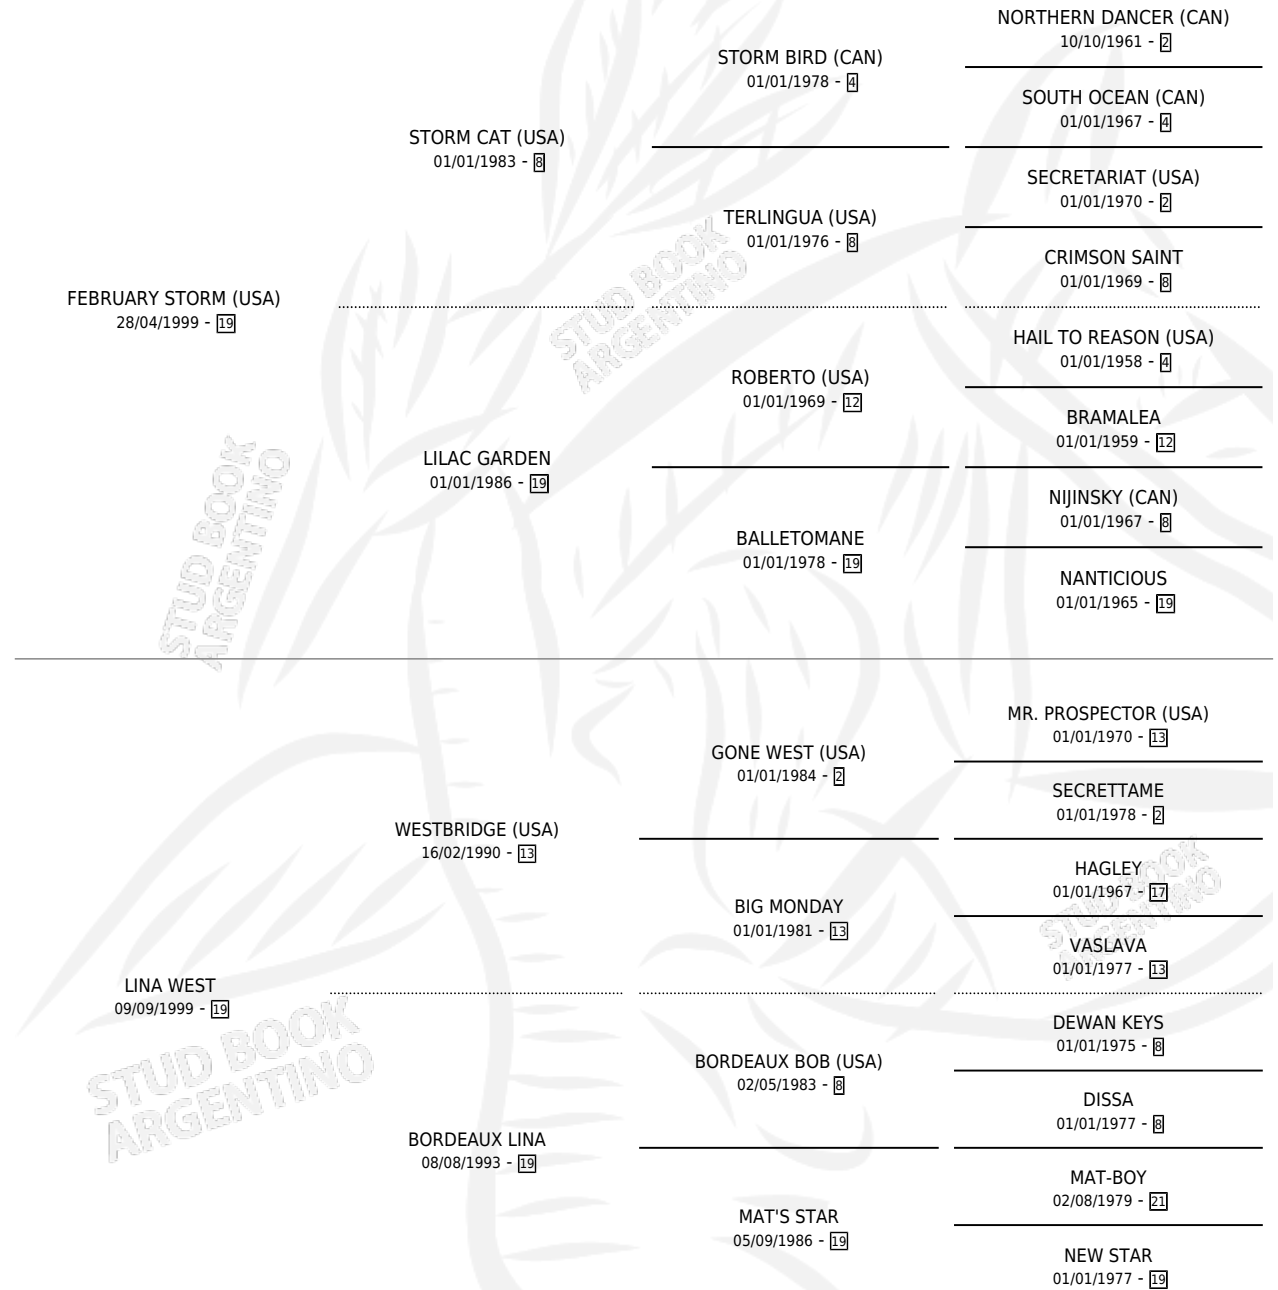 NORTHERN DANCER (CAN)
10/10/1961 - 2
STORM BIRD (CAN)
01/01/1978 - 4
SOUTH OCEAN (CAN)
01/01/1967 - 4
STORM CAT (USA)
01/01/1983 - 8
SECRETARIAT (USA)
01/01/1970 - 2
TERLINGUA (USA)
01/01/1976 - 8
CRIMSON SAINT
01/01/1969 - 8
FEBRUARY STORM (USA)
28/04/1999 - 19
HAIL TO REASON (USA)
01/01/1958 - 4
ROBERTO (USA)
01/01/1969 - 12
BRAMALEA
01/01/1959 - 12
LILAC GARDEN
01/01/1986 - 19
NIJINSKY (CAN)
01/01/1967 - 8
BALLETOMANE
01/01/1978 - 19
NANTICIOUS
01/01/1965 - 19
STUD BOOK
ARGENTINO
STUD BOOK
ARGENTINO
MR. PROSPECTOR (USA)
01/01/1970 - 13
GONE WEST (USA)
01/01/1984 - 2
SECRETTAME
01/01/1978 - 2
WESTBRIDGE (USA)
16/02/1990 - 13
HAGLEY
01/01/1967 - 17
BIG MONDAY
01/01/1981 - 13
VASLAVA
01/01/1977 - 13
LINA WEST
09/09/1999 - 19
DEWAN KEYS
01/01/1975 - 8
BORDEAUX BOB (USA)
02/05/1983 - 8
DISSA
01/01/1977 - 8
BORDEAUX LINA
08/08/1993 - 19
MAT-BOY
02/08/1979 - 21
MAT'S STAR
05/09/1986 - 19
NEW STAR
01/01/1977 - 19
STUD BOOK
ARGENTINO
STUD BOOK
ARGENTINO